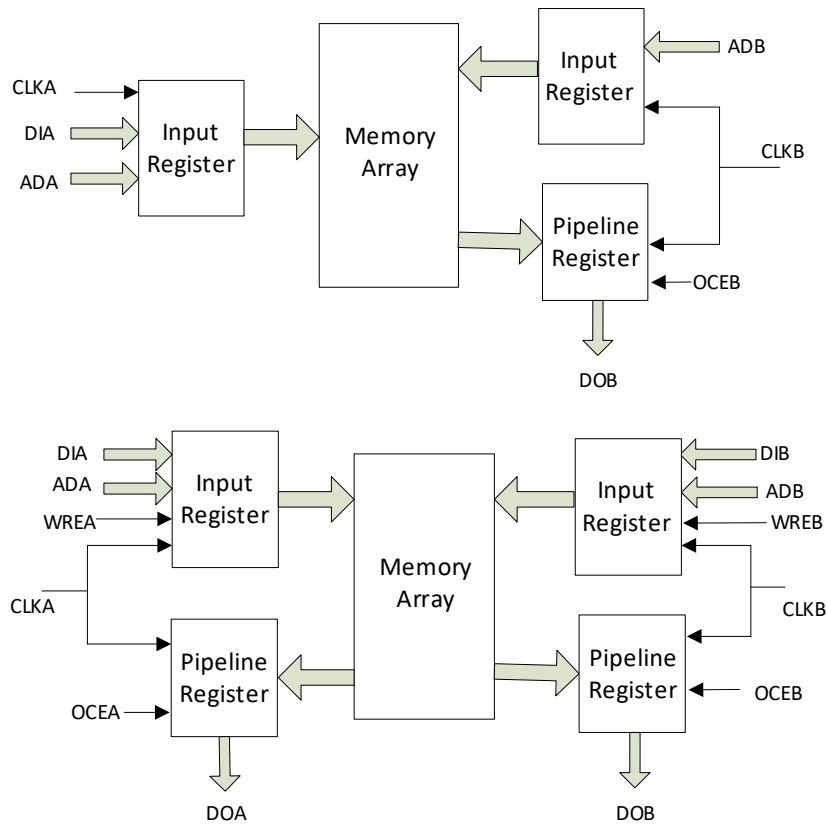 CLKA
DIA
ADA
Input
Register
Memory
Array
Input
Register
ADB
CLKB
Pipeline
Register
OCEB
DOB
DIA
ADA
WREA
CLKA
OCEA
Input
Register
Pipeline
Register
DOA
Memory
Array
Input
Register
DIB
ADB
WREB
CLKB
Pipeline
Register
OCEB
DOB